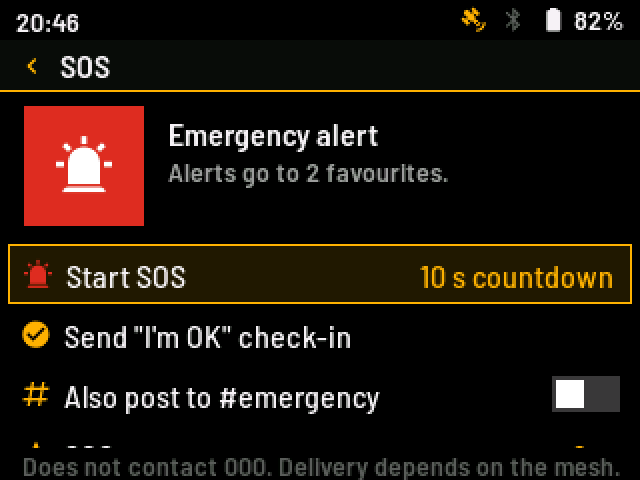 20:46
82%
SOS
Emergency alert
Alerts go to 2 favourites.
Start SOS
10 s countdown
Send "I'm OK" check-in
# Also post to #emergency
Does not contact 000. Delivery depends on the mesh.